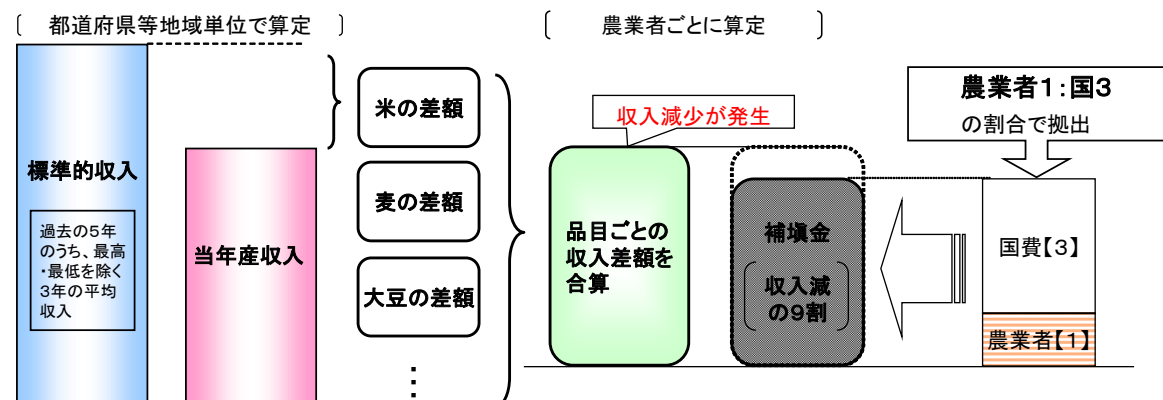 〔 都道府県等地域単位で算定 〕
標準的収入
過去の5年
のうち、最高
・最低を除く
3年の平均
収入
当年産収入
米の差額
麦の差額
大豆の差額
⋮
〔 農業者ごとに算定 〕
収入減少が発生
品目ごとの
収入差額を
合算
補塡金
収入減
の9割
農業者1：国3
の割合で拠出
国費【3】
農業者【1】